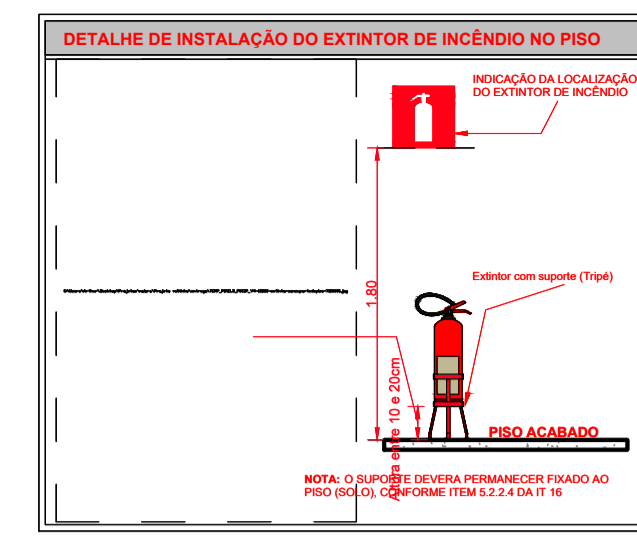 DETALHE DE INSTALAÇÃO DO EXTINTOR DE INCÊNDIO NO PISO
INDICAÇÃO DA LOCALIZAÇÃO
DO EXTINTOR DE INCÊNDIO
1.80
Extintor com suporte (Tripé)
Altura entre 10 e 20cm
PISO ACABADO
NOTA: O SUPORTE DEVERA PERMANECER FIXADO AO
PISO (SOLO), CONFORME ITEM 5.2.2.4 DA IT 16